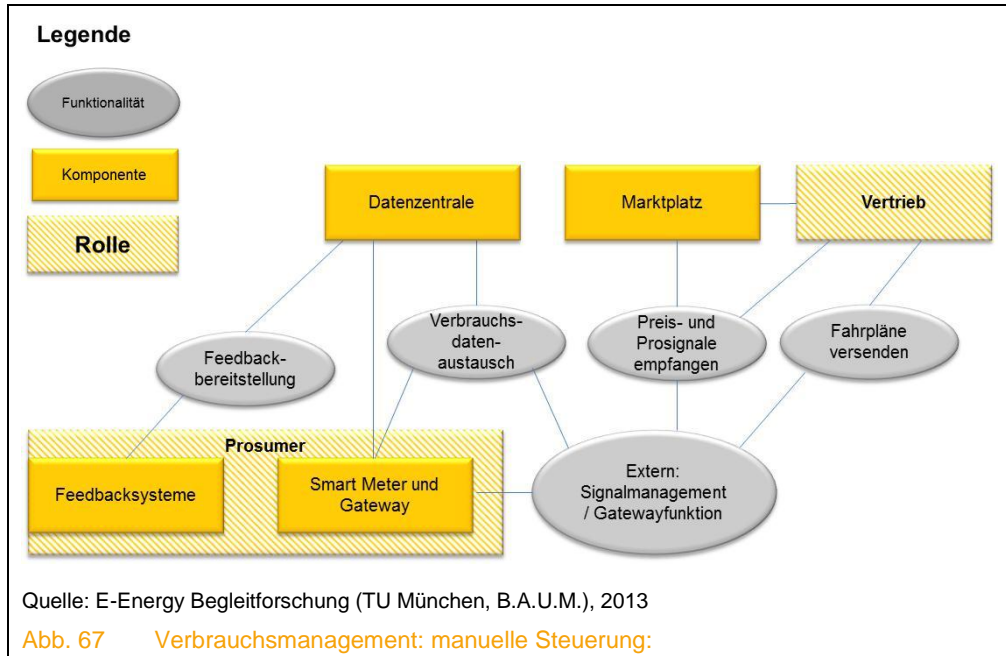 Legende
Funktionalität
Komponente
Rolle
Datenzentrale
Marktplatz
Vertrieb
Feedback-
bereitstellung
Verbrauchs-
daten-
austausch
Preis- und
Prosignale
empfangen
Fahrpläne
versenden
Prosumer
Feedbacksysteme
Smart Meter und
Gateway
Extern:
Signalmanagement
/ Gatewayfunktion
Quelle: E-Energy Begleitforschung (TU München, B.A.U.M.), 2013
Abb. 67 Verbrauchsmanagement: manuelle Steuerung: